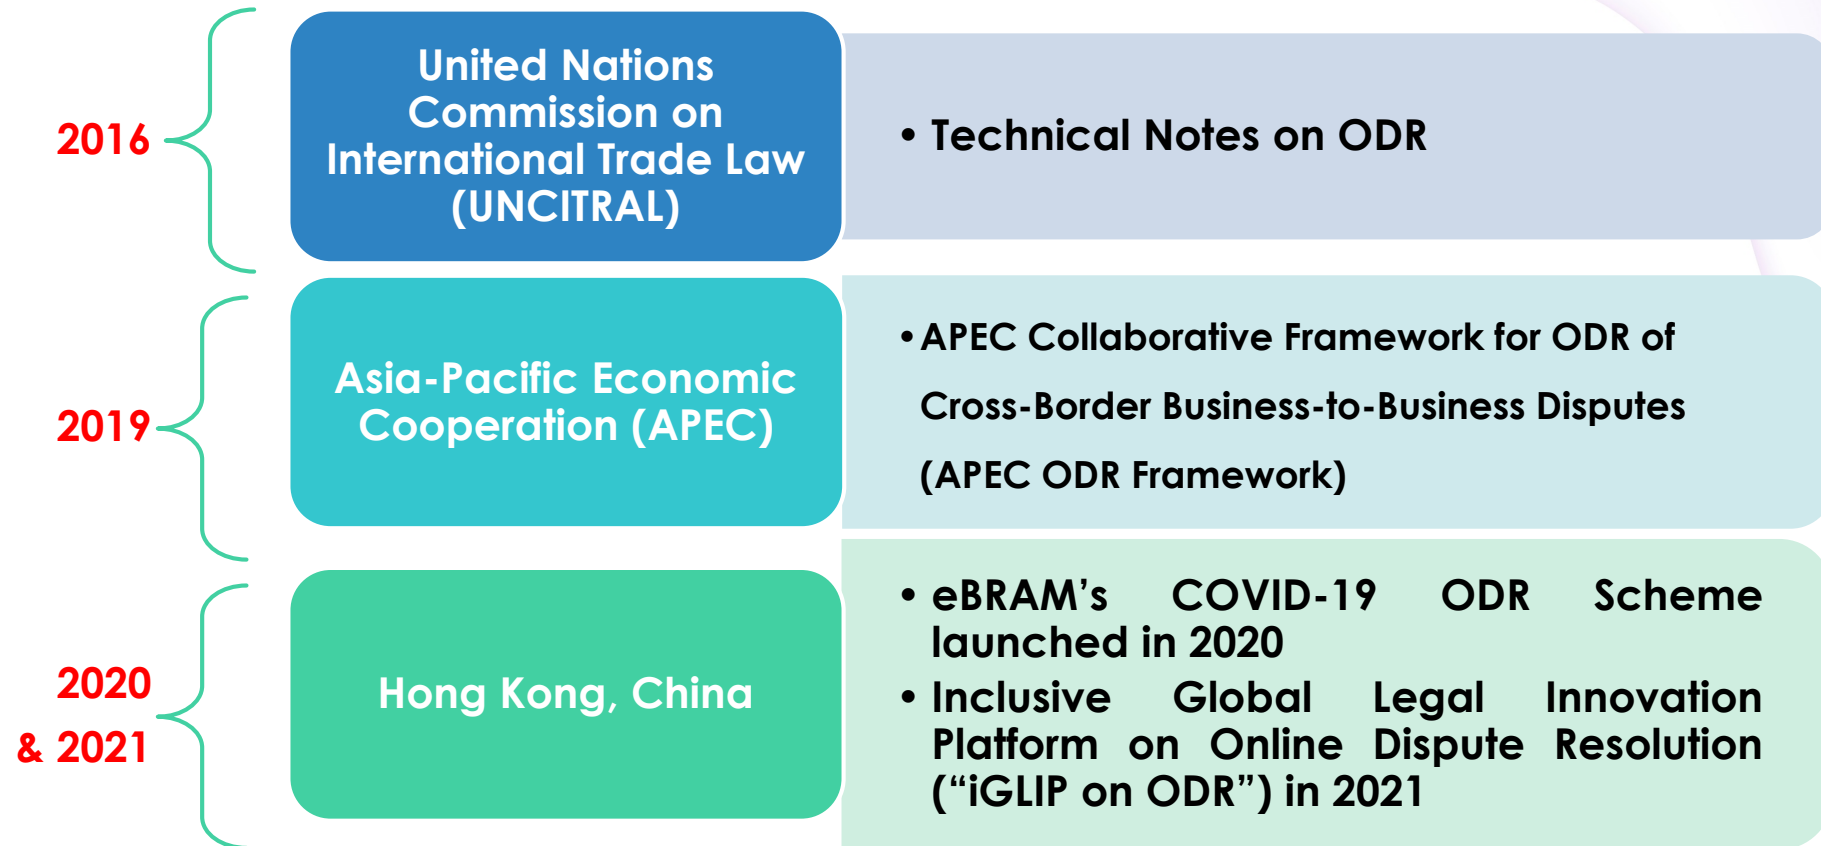 2016
United Nations
Commission on
International Trade Law
(UNCITRAL)
• Technical Notes on ODR
2019
Asia-Pacific Economic
Cooperation (APEC)
•APEC Collaborative Framework for ODR of
Cross-Border Business-to-Business Disputes
(APEC ODR Framework)
2020
& 2021
Hong Kong, China
• eBRAM’s COVID-19 ODR Scheme
launched in 2020
• Inclusive Global Legal Innovation
Platform on Online Dispute Resolution
(“iGLIP on ODR”) in 2021